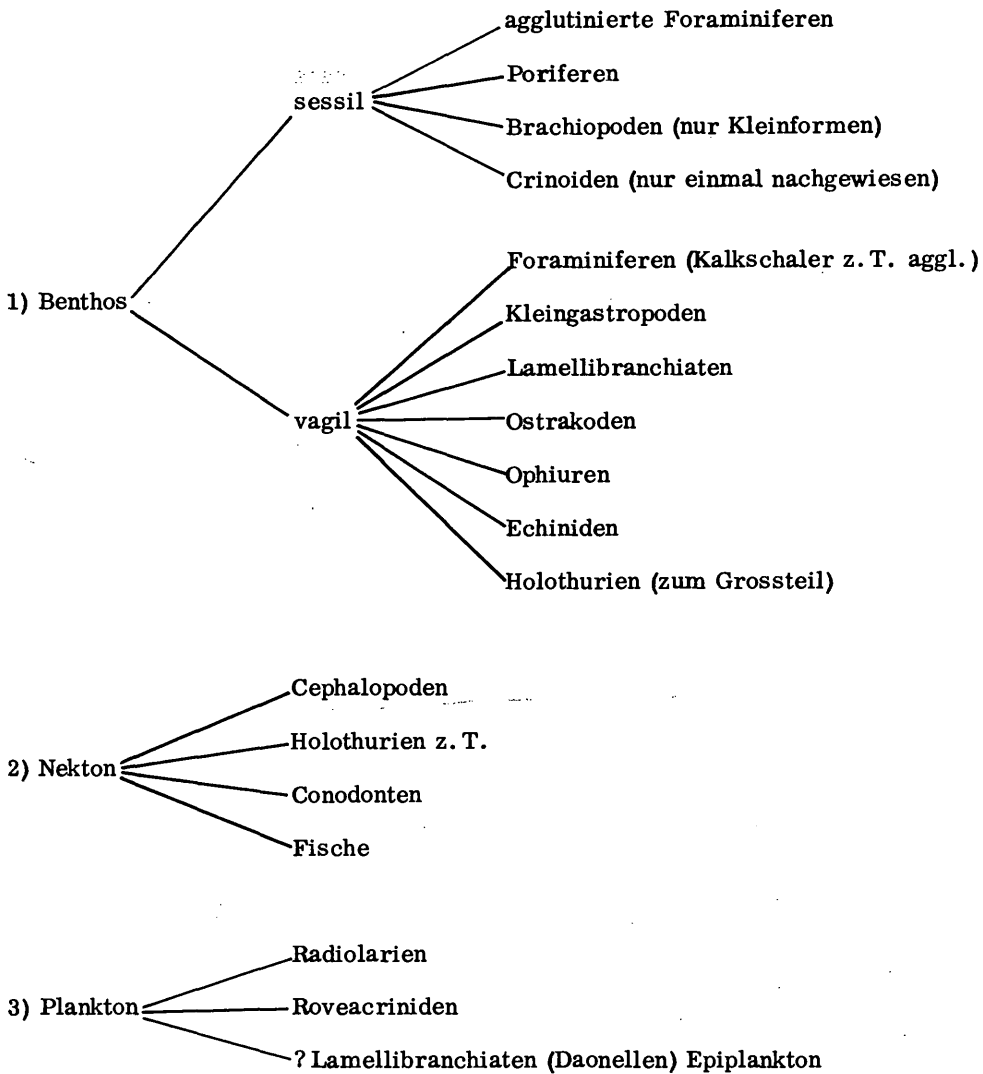 agglutinierte Foraminiferen
Poriferen
sessil
Brachiopoden (nur Kleinformen)
Crinoiden (nur einmal nachgewiesen)
Foraminiferen (Kalkschaler z. T. aggl.)
1) Benthos
Kleingastropoden
Lamellibranchiaten
vagil
Ostrakoden
Ophiuren
Echiniden
Holothurien (zum Grossteil)
Cephalopoden
Holothurien z. T.
2) Nekton
Conodonten
Fische
Radiolarien
3) Plankton
Roveacriniden
? Lamellibranchiaten (Daonellen) Epiplankton